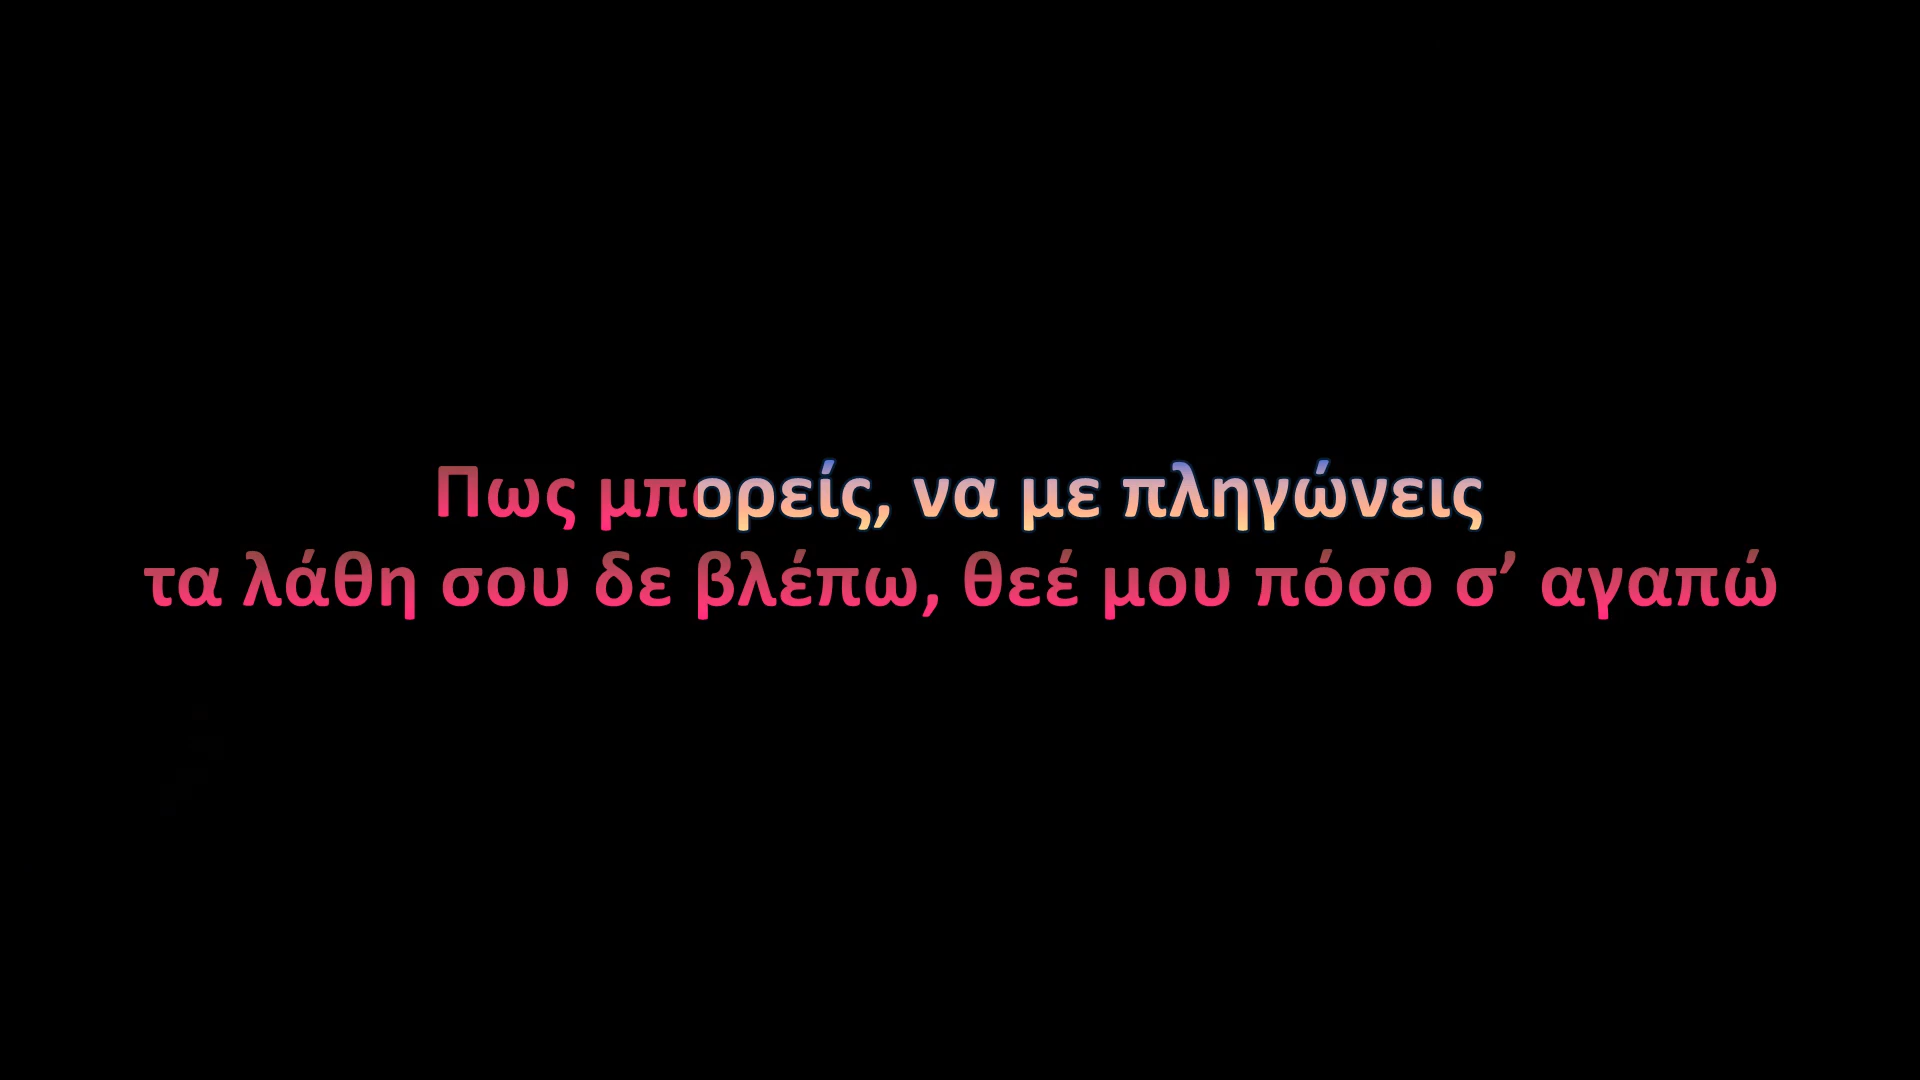 Πως μπορείς, να με πληγώνεις
τα λάθη σου δε βλέπω, θεέ μου πόσο σ’ αγαπώ